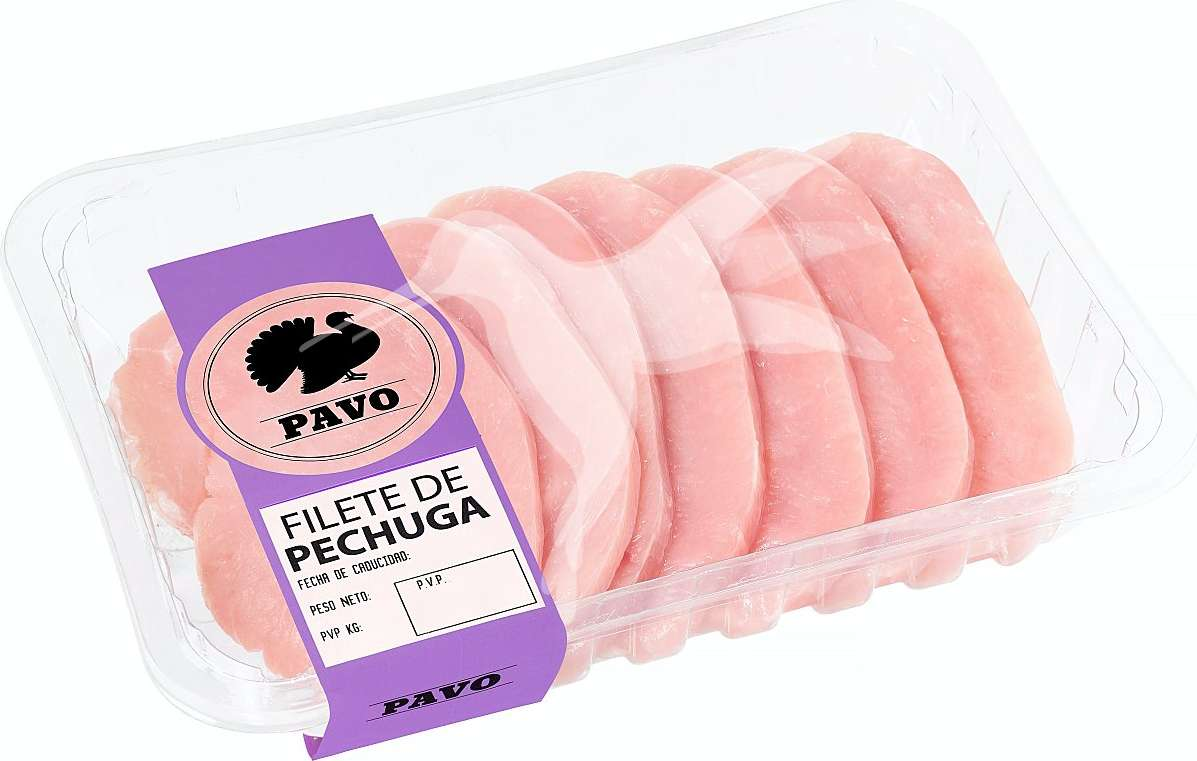 PAVO
FILETE DE
PECHUGA
FECHA DE CADUCIDAD:
PESO NETO:
P.V.P.
PVP KG:
PAVO